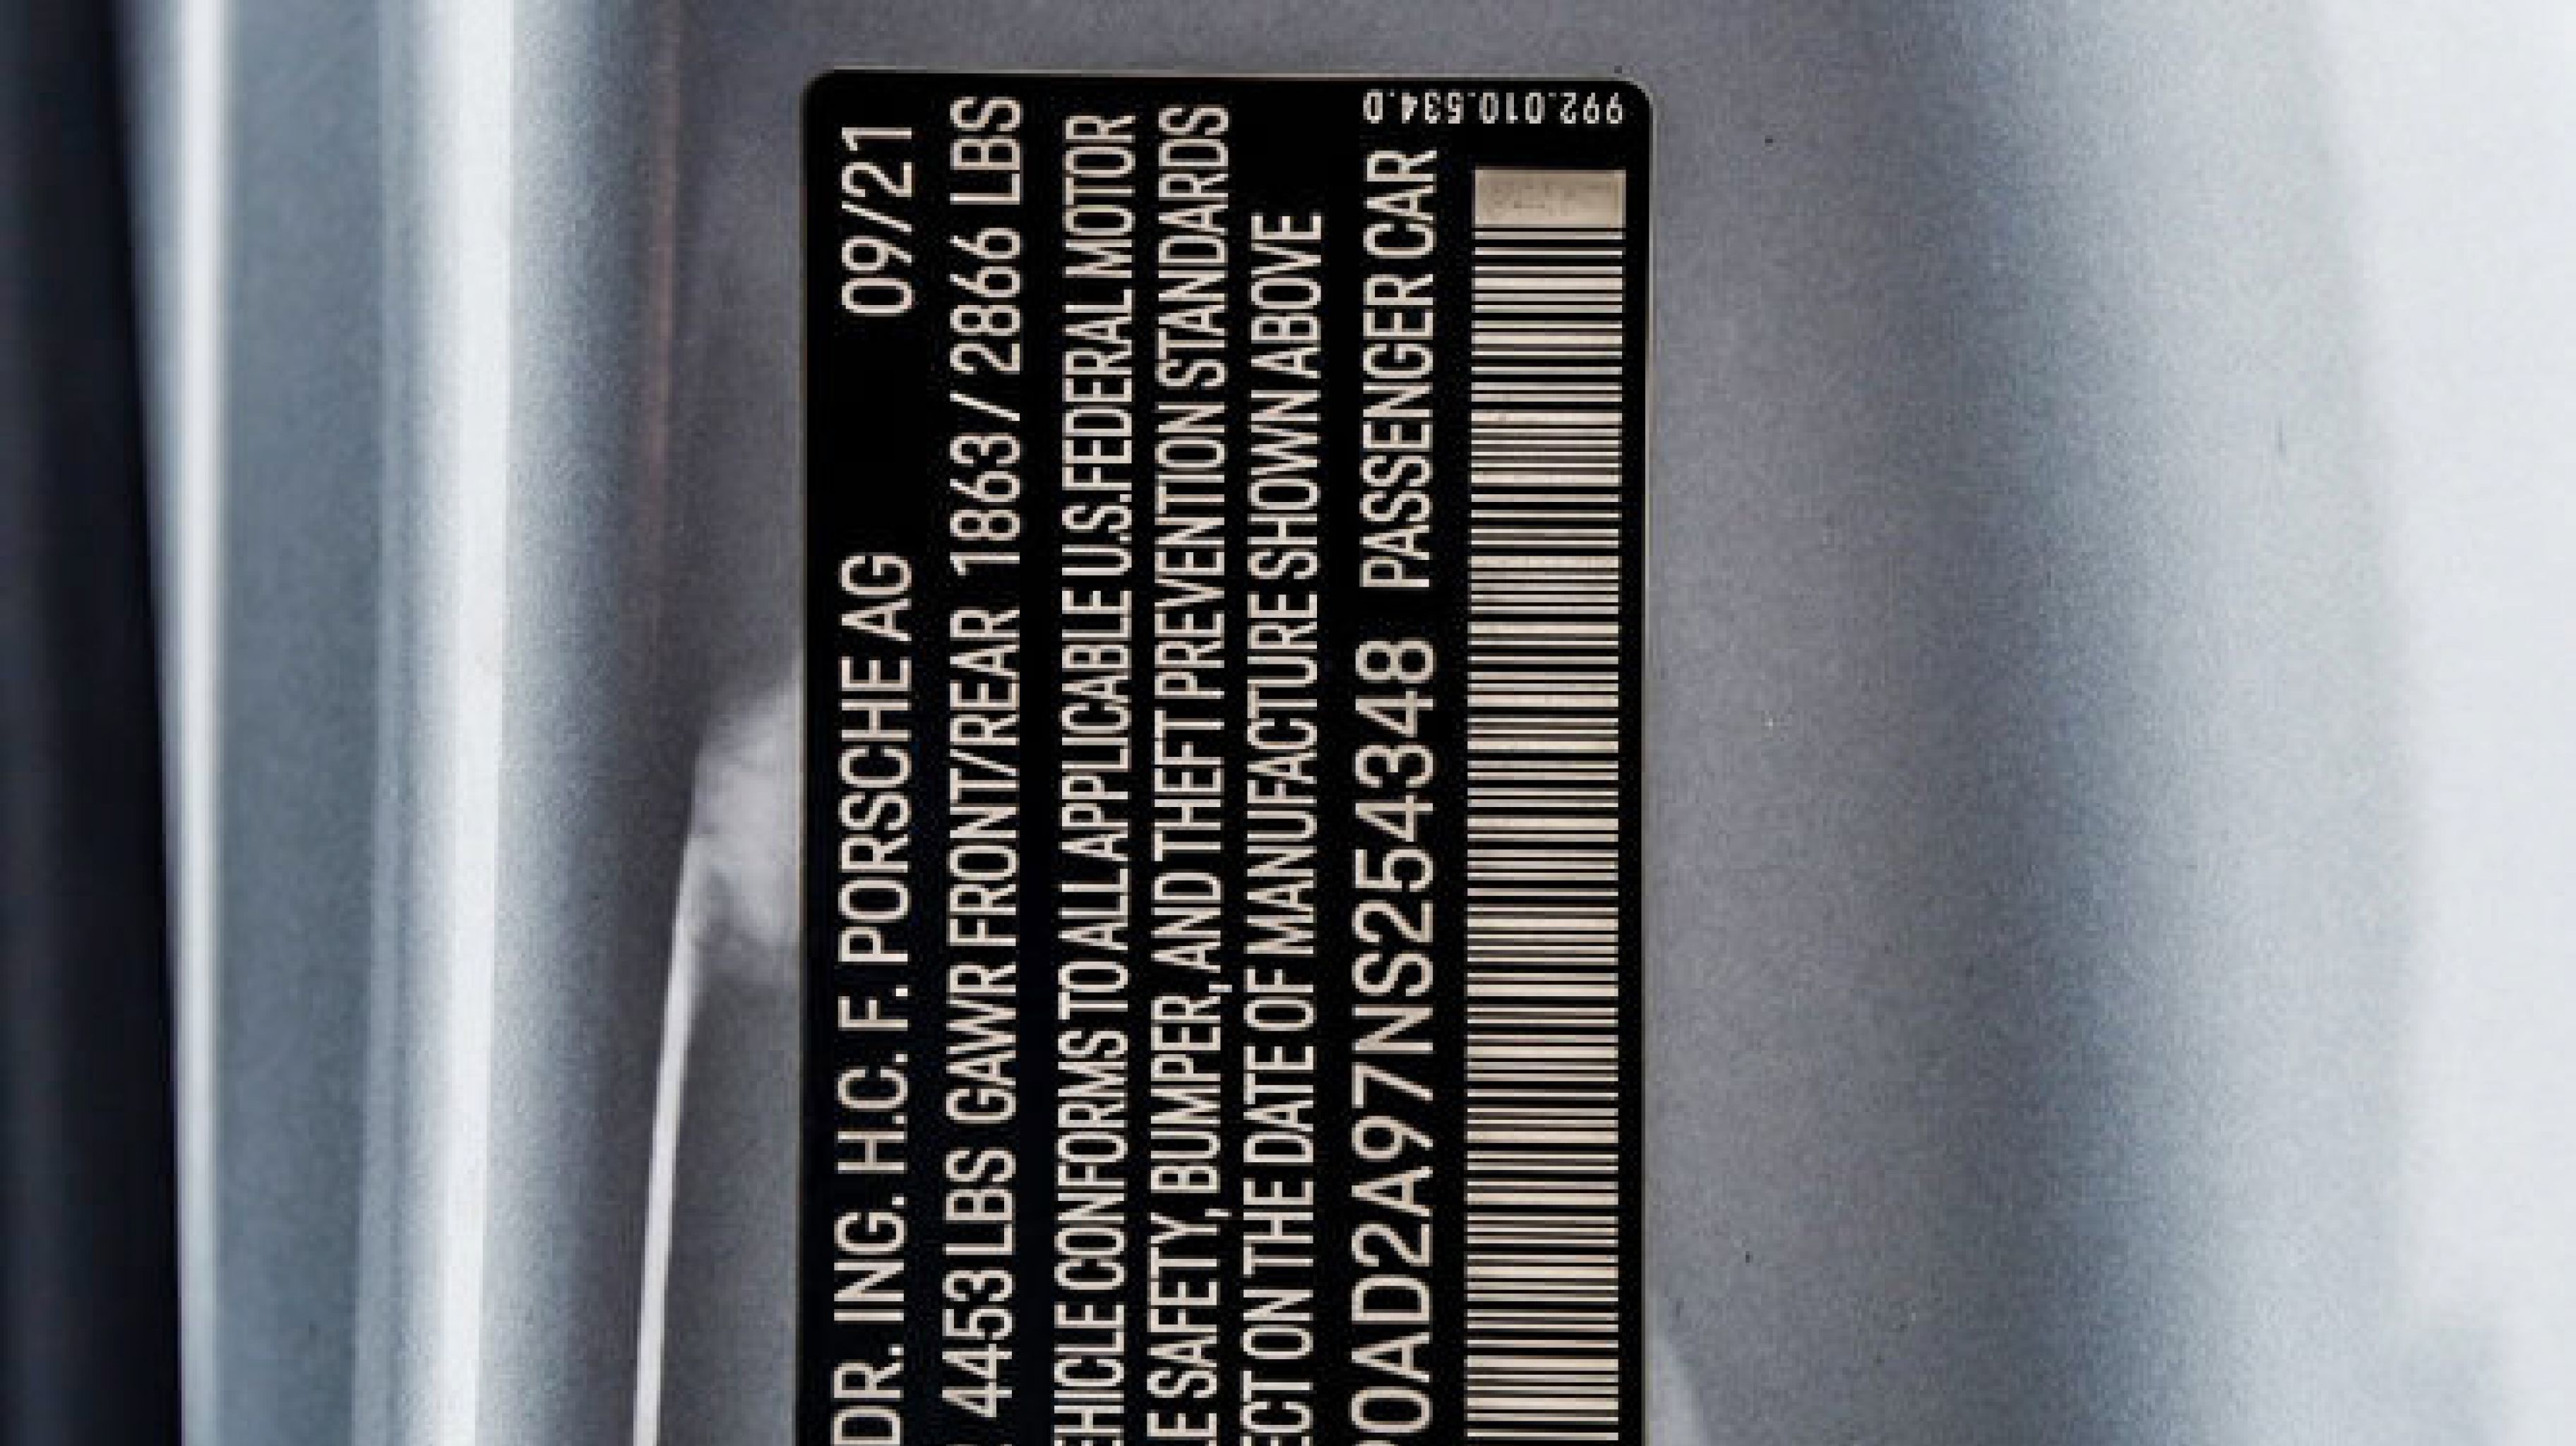 DR. ING. H.C. F. PORSCHE AG 09/21
4453 LBS GAWR FRONT/REAR 1863/2866 LBS
EHICLE CONFORMS TO ALL APPLICABLE U.S. FEDERAL MOTOR
LE SAFETY, BUMPER, AND THEFT PREVENTION STANDARDS
ECT ON THE DATE OF MANUFACTURE SHOWN ABOVE
P0AD2A97NS254348 PASSENGER CAR
992.010.534.D